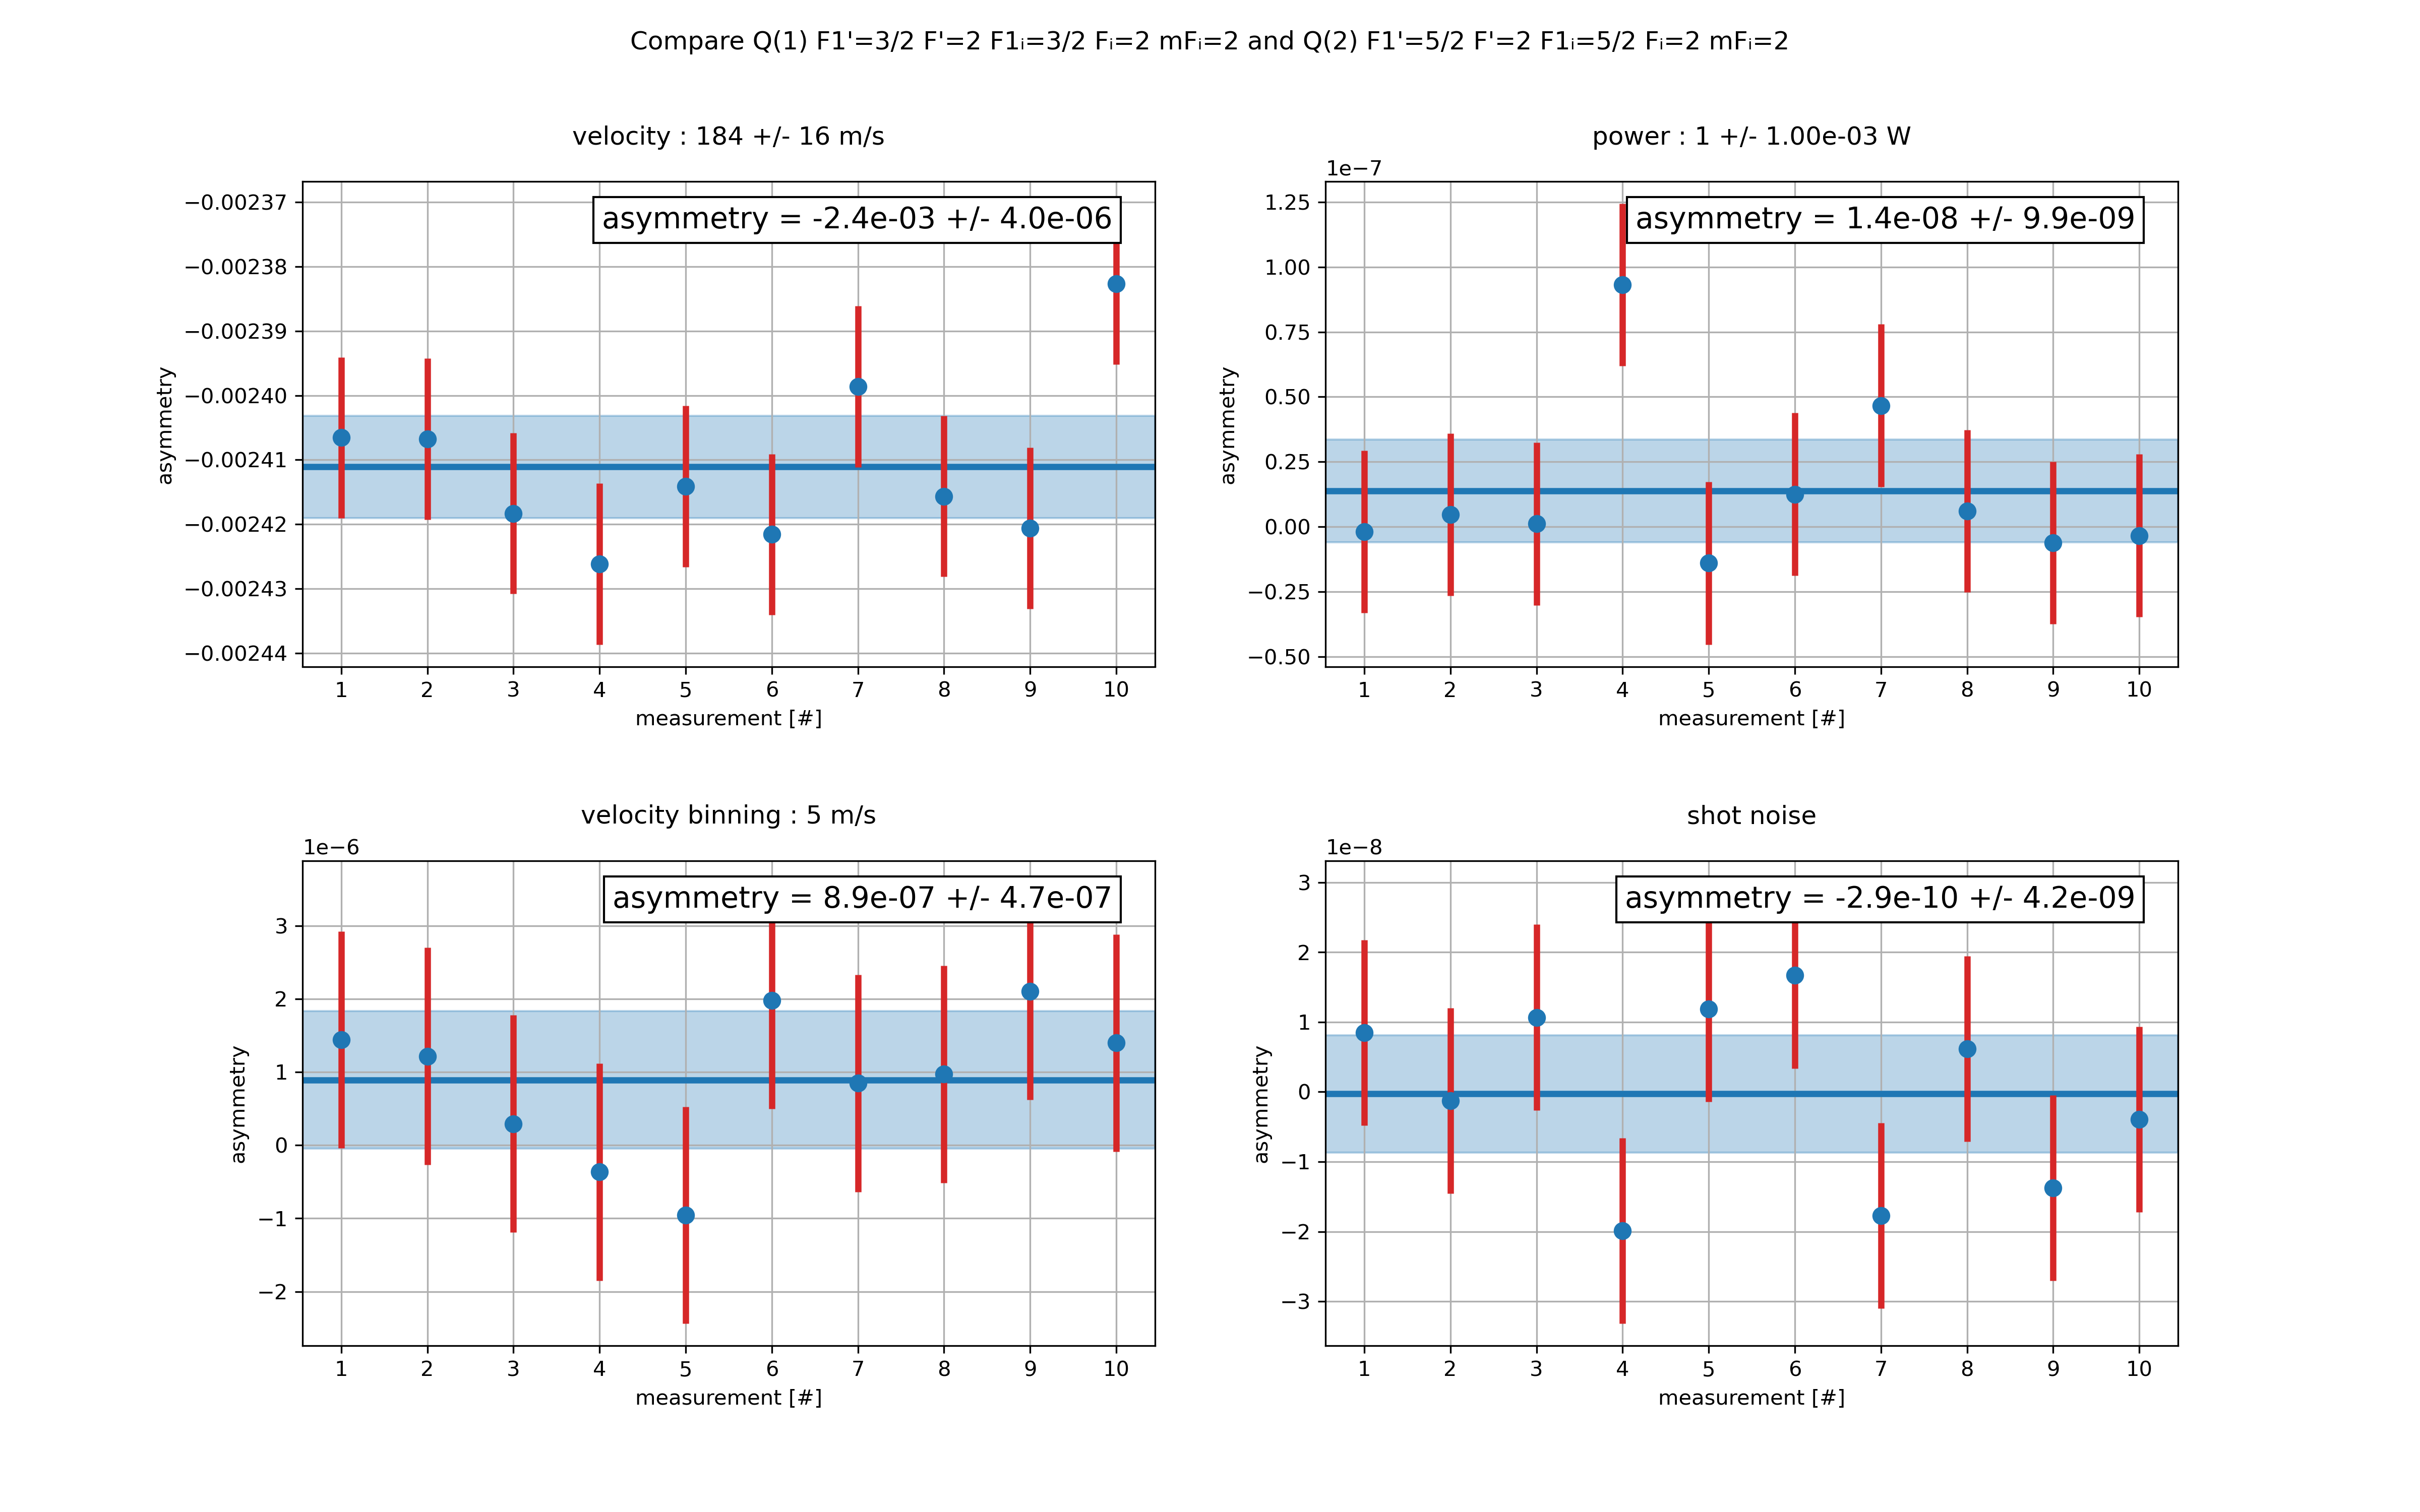 Compare Q(1) F1'=3/2 F'=2 F1ᵢ=3/2 Fᵢ=2 mFᵢ=2 and Q(2) F1'=5/2 F'=2 F1ᵢ=5/2 Fᵢ=2 mFᵢ=2
velocity : 184 +/- 16 m/s
asymmetry = -2.4e-03 +/- 4.0e-06
−0.00237
−0.00238
−0.00239
−0.00240
−0.00241
−0.00242
−0.00243
−0.00244
asymmetry
1 2 3 4 5 6 7 8 9 10
measurement [#]
power : 1 +/- 1.00e-03 W
1e−7
asymmetry = 1.4e-08 +/- 9.9e-09
1.25
1.00
0.75
0.50
0.25
0.00
−0.25
−0.50
asymmetry
1 2 3 4 5 6 7 8 9 10
measurement [#]
velocity binning : 5 m/s
1e−6
asymmetry = 8.9e-07 +/- 4.7e-07
3
2
1
0
−1
−2
asymmetry
1 2 3 4 5 6 7 8 9 10
measurement [#]
shot noise
1e−8
asymmetry = -2.9e-10 +/- 4.2e-09
3
2
1
0
−1
−2
−3
asymmetry
1 2 3 4 5 6 7 8 9 10
measurement [#]